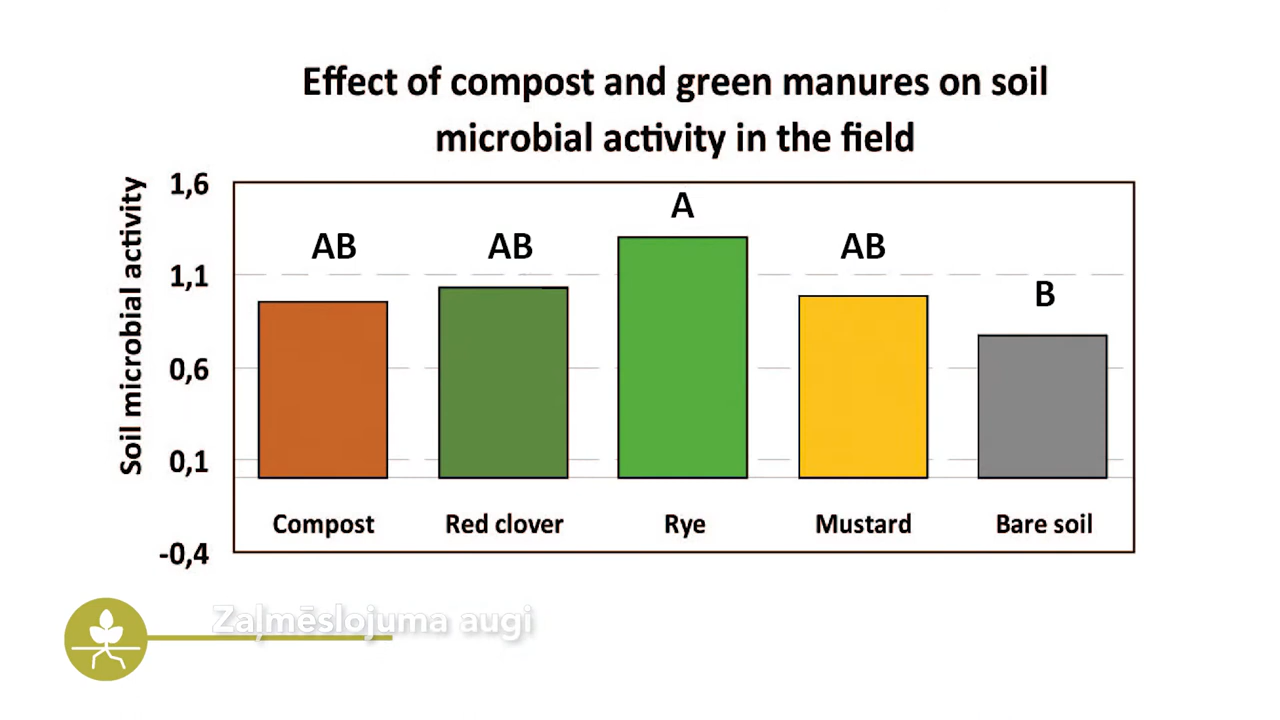 Effect of compost and green manures on soil
microbial activity in the field
Soil microbial activity
1,6
1,1
0,6
0,1
-0,4
AB
AB
A
AB
B
Compost
Red clover
Rye
Mustard
Bare soil
Zaļmēslojuma augi